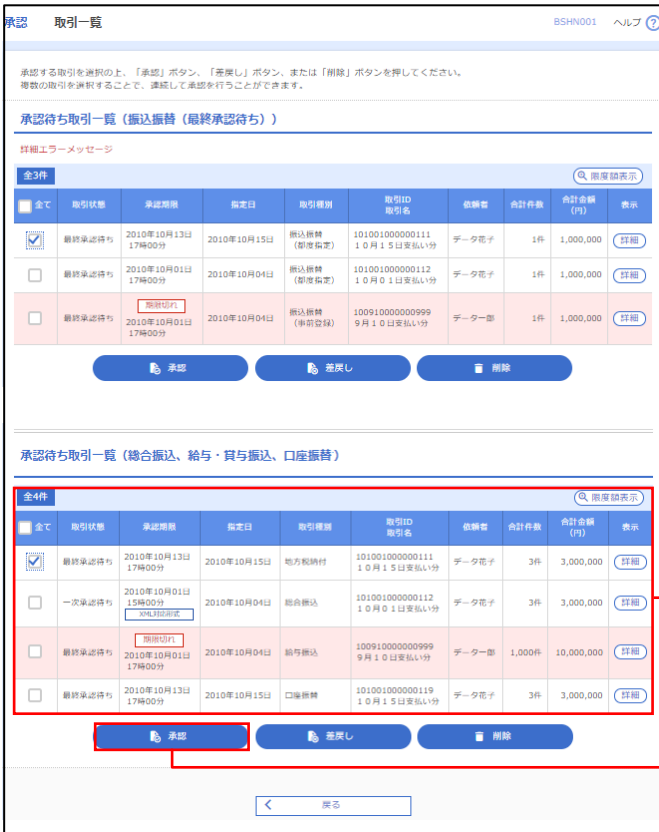 承認 取引一覧 BSHN001 ヘルプ ?
承認する取引を選択の上、「承認」ボタン、「差戻し」ボタン、または「削除」ボタンを押してください。
複数の取引を選択することで、連続して承認を行うことができます。
承認待ち取引一覧（振込振替（最終承認待ち））
詳細エラーメッセージ
全3件 限度額表示
全て 取引状態 承認期限 指定日 取引種別 取引ID 依頼者 合計件数 合計金額 表示
取引名 (円)
最終承認待ち 2010年10月13日 2010年10月15日 振込振替 101001000000111 データ花子 1件 1,000,000 詳細
17時00分 （都度指定） １０月１５日支払い分
最終承認待ち 2010年10月01日 2010年10月04日 振込振替 101001000000112 データ花子 1件 1,000,000 詳細
17時00分 （都度指定） １０月０１日支払い分
期限切れ
最終承認待ち 2010年10月01日 2010年10月04日 振込振替 100910000000999 データ一郎 1件 1,000,000 詳細
17時00分 （事前登録） ９月１０日支払い分
承認 差戻し 削除
承認待ち取引一覧（総合振込、給与・賞与振込、口座振替）
全4件 限度額表示
全て 取引状態 承認期限 指定日 取引種別 取引ID 依頼者 合計件数 合計金額 表示
取引名 (円)
最終承認待ち 2010年10月13日 2010年10月15日 地方税納付 101001000000111 データ花子 3件 3,000,000 詳細
17時00分 １０月１５日支払い分
一次承認待ち 2010年10月01日 2010年10月04日 総合振込 101001000000112 データ花子 3件 3,000,000 詳細
15時00分 １０月０１日支払い分
XML対応形式
期限切れ
最終承認待ち 2010年10月01日 2010年10月04日 給与振込 100910000000999 データ一郎 1,000件 10,000,000 詳細
17時00分 ９月１０日支払い分
最終承認待ち 2010年10月13日 2010年10月15日 口座振替 101001000000119 データ花子 3件 3,000,000 詳細
17時00分 １０月１５日支払い分
承認 差戻し 削除
戻る